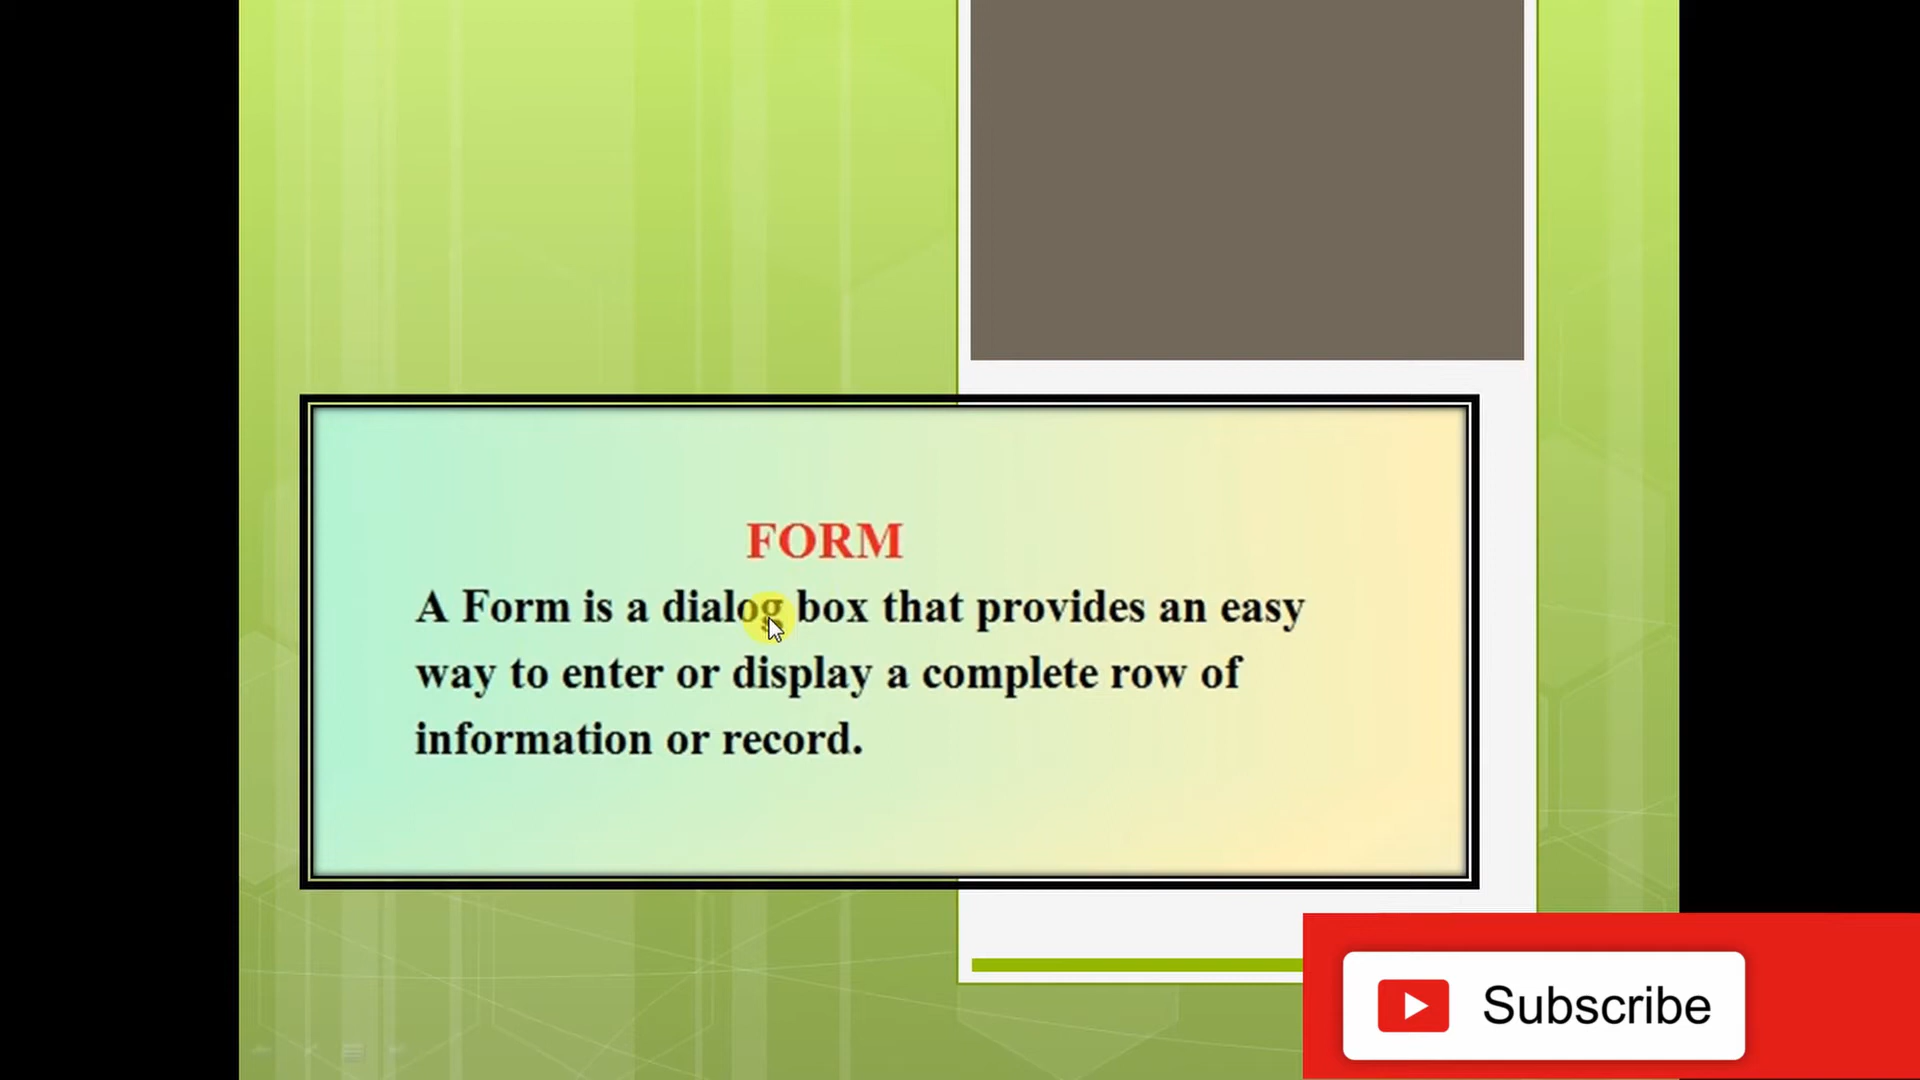 FORM
A Form is a dialog box that provides an easy
way to enter or display a complete row of
information or record.
Subscribe